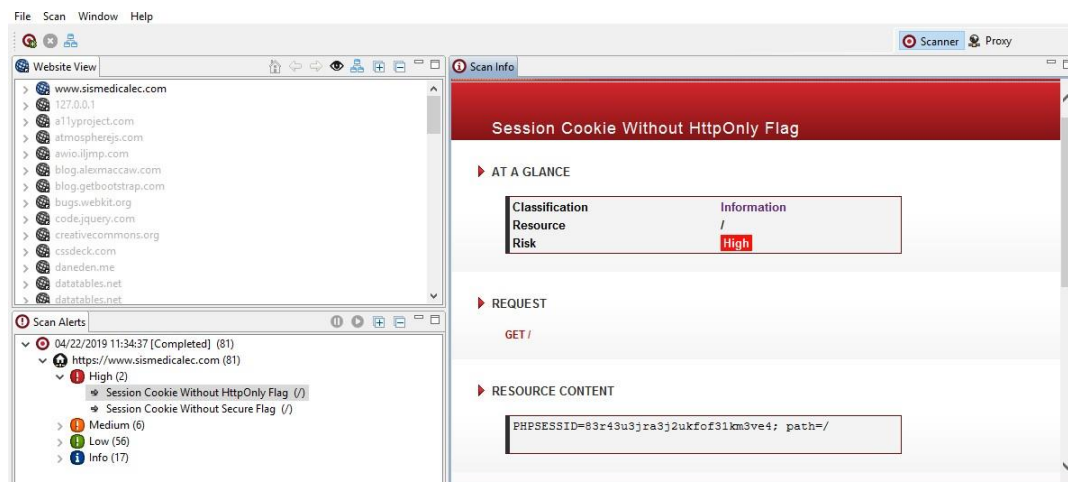 File Scan Window Help
Scanner Proxy
Website View
www.sismedicalec.com
127.0.0.1
a11yproject.com
atmospherejs.com
awio.iljmp.com
blog.alexmaccaw.com
blog.getbootstrap.com
bugs.webkit.org
code.jquery.com
creativecommons.org
cssdeck.com
daneden.me
datatables.net
datatables.net
Scan Alerts
04/22/2019 11:34:37 [Completed] (81)
https://www.sismedicalec.com (81)
High (2)
Session Cookie Without HttpOnly Flag (/)
Session Cookie Without Secure Flag (/)
Medium (6)
Low (56)
Info (17)
Scan Info
Session Cookie Without HttpOnly Flag
AT A GLANCE
Classification Information
Resource /
Risk High
REQUEST
GET /
RESOURCE CONTENT
PHPSESSID=83r43u3jra3j2ukfof31km3ve4; path=/